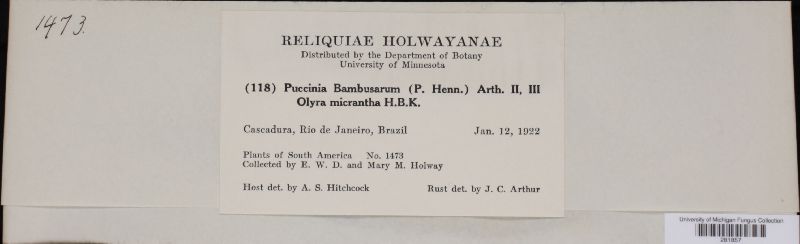 1473.
RELIQUIAE HOLWAYANAE
Distributed by the Department of Botany
University of Minnesota
(118) Puccinia Bambusarum (P. Henn.) Arth. II, III
Olyra micrantha H.B.K.
Cascadura, Rio de Janeiro, Brazil Jan. 12, 1922
Plants of South America No. 1473
Collected by E. W. D. and Mary M. Holway
Host det. by A. S. Hitchcock Rust det. by J. C. Arthur
University of Michigan Fungus Collection
281857